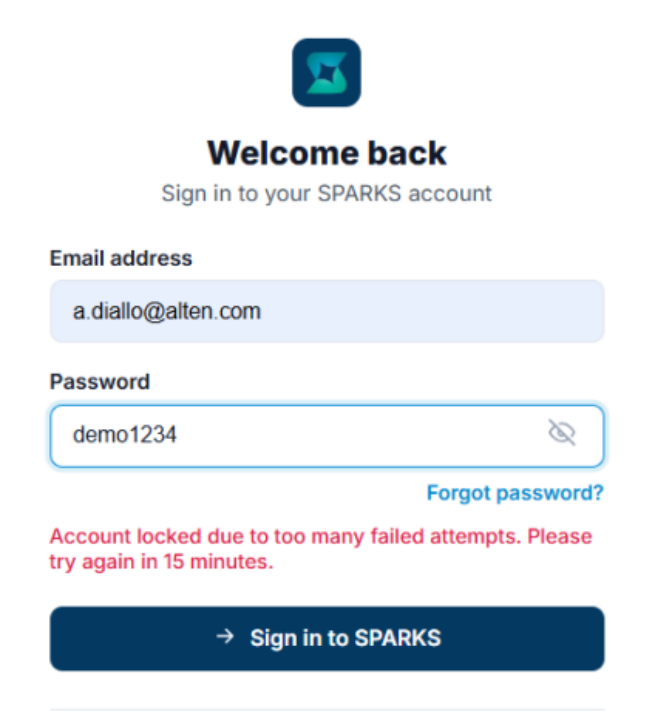 Welcome back
Sign in to your SPARKS account
Email address
a.diallo@alten.com
Password
demo1234
Forgot password?
Account locked due to too many failed attempts. Please
try again in 15 minutes.
→ Sign in to SPARKS